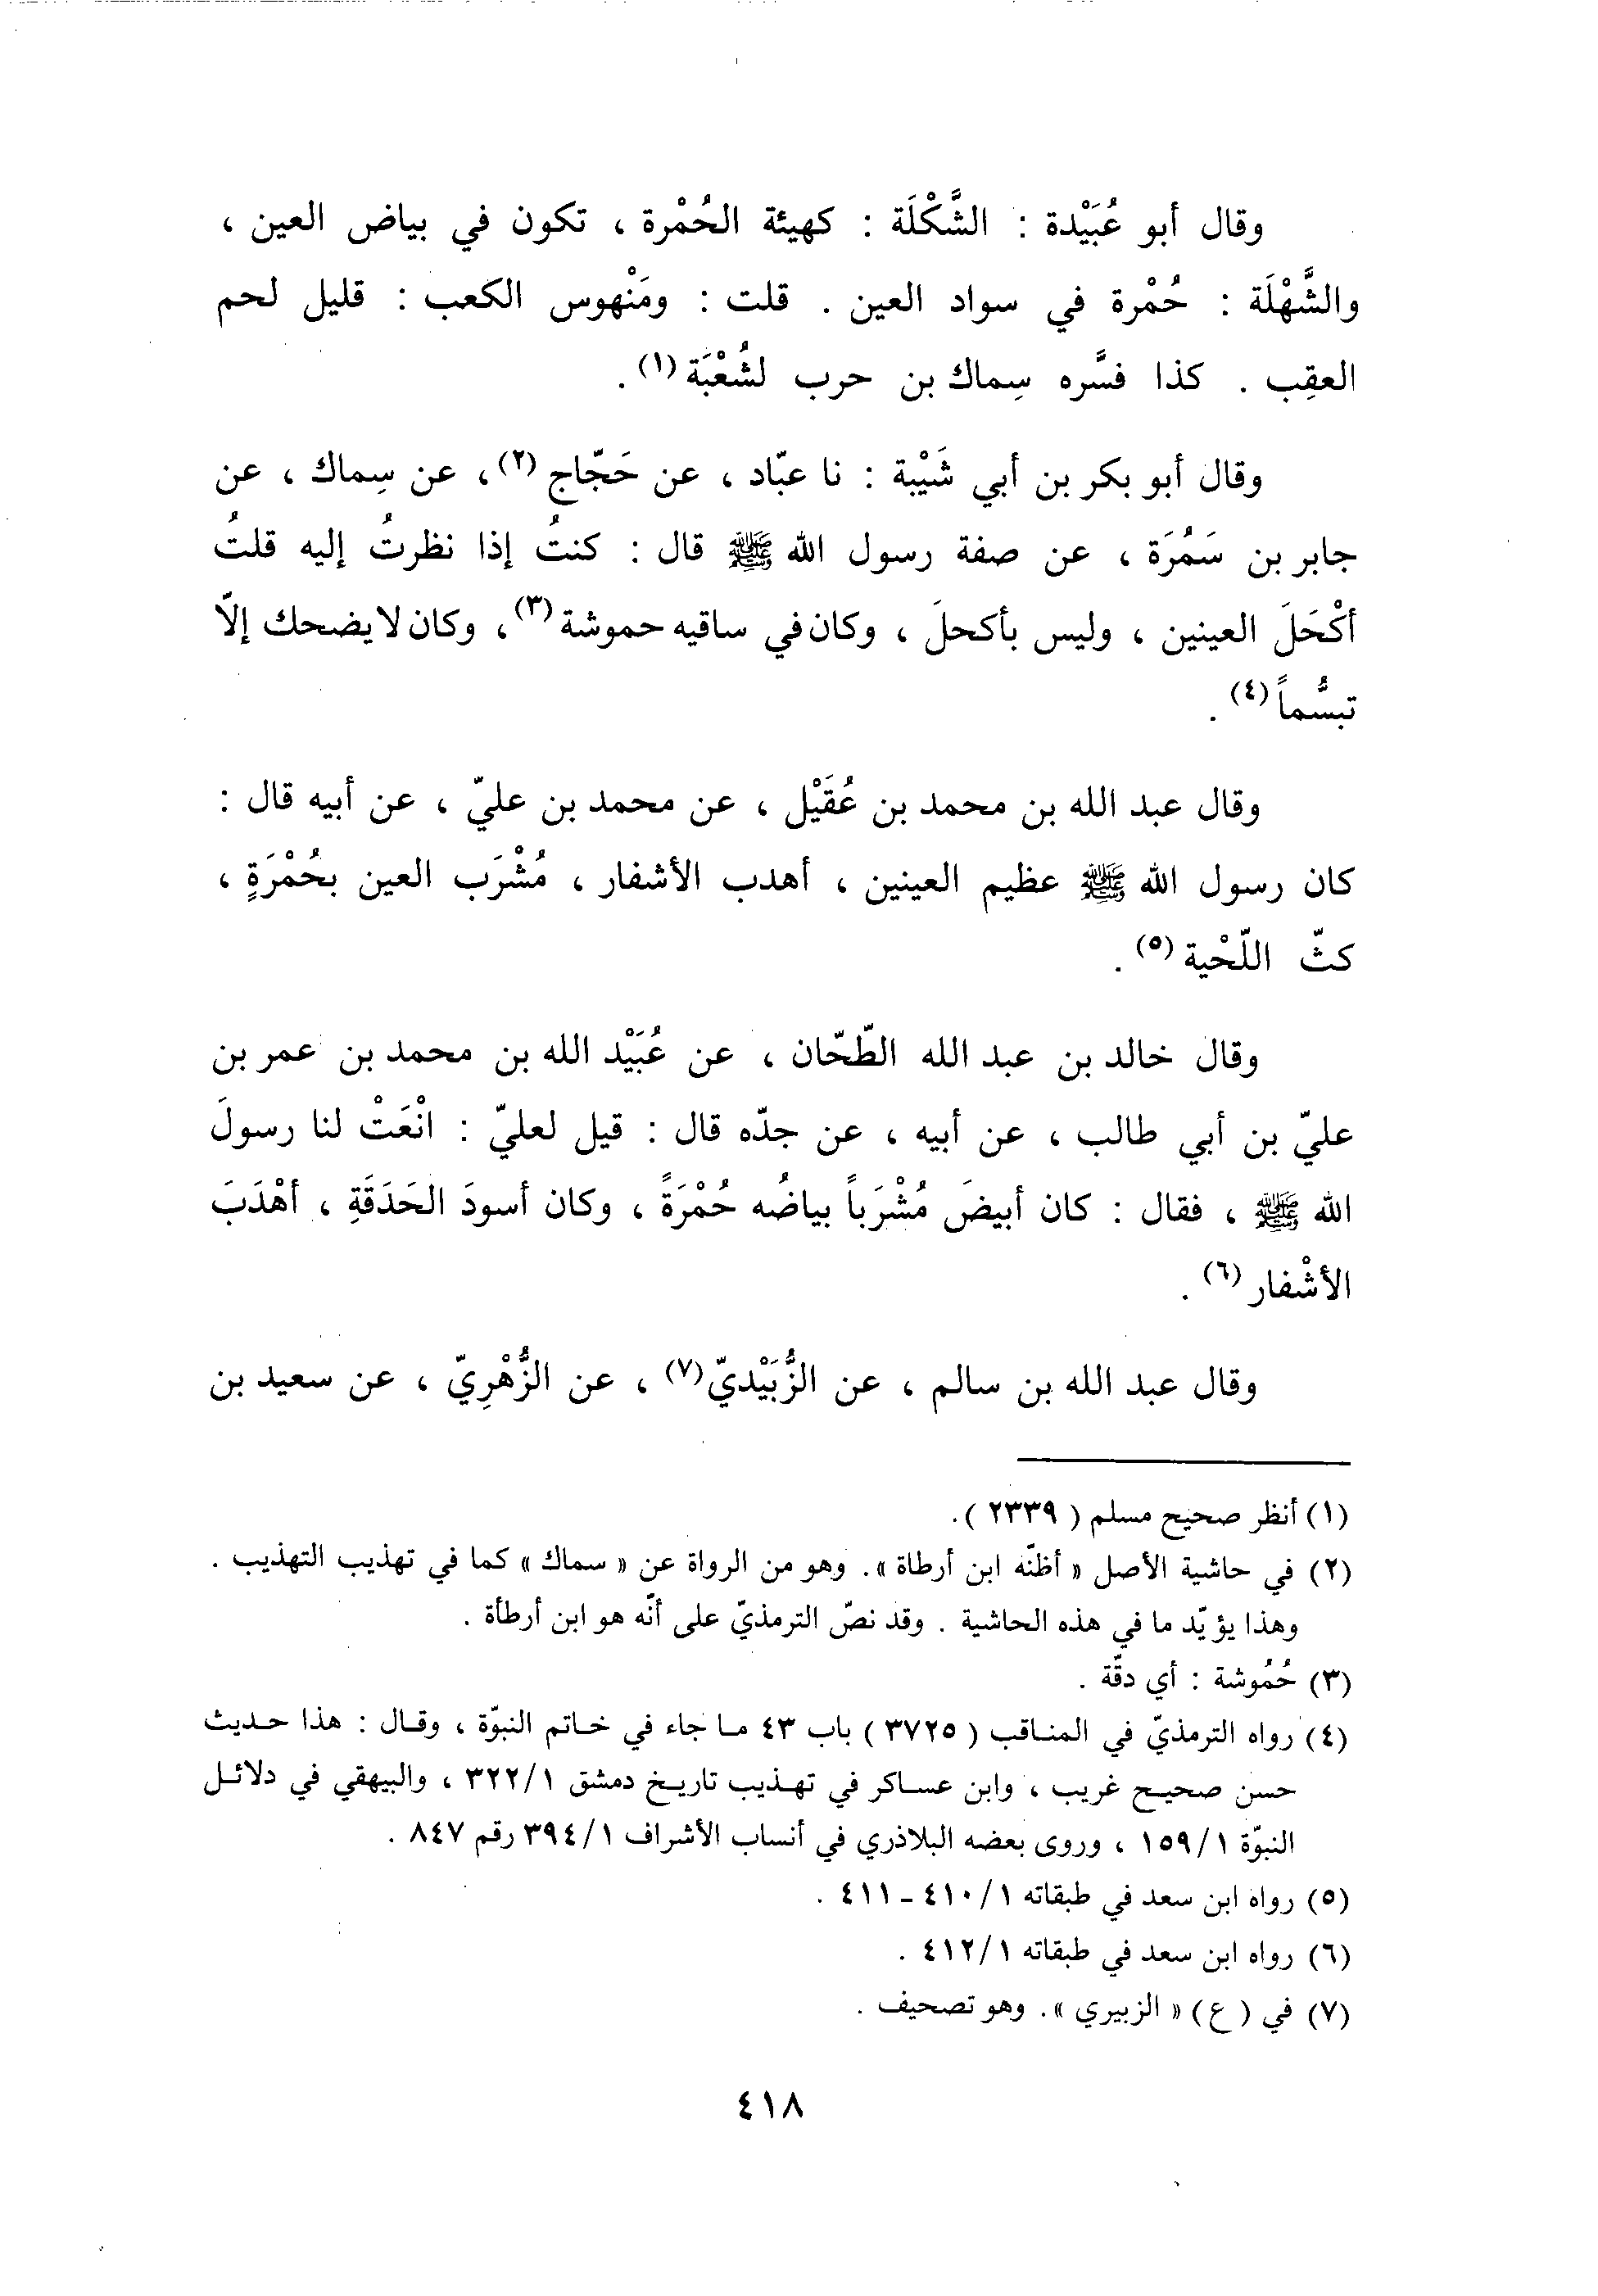 وقال أبو عُبَيْدة : الشَّكْلَة : كهيئة الحُمْرة ، تكون في بياض العين ،
والشَّهْلَة : حُمْرة في سواد العين . قلت : ومَنْهوس الكعب : قليل لحم
العقِب . كذا فسَّره سِماك بن حرب لشُعْبَة (١) .
وقال أبو بكر بن أبي شَيْبة : نا عبّاد ، عن حَجّاج (٢) ، عن سِماك ، عن
جابر بن سَمُرَة ، عن صفة رسول الله ﷺ قال : كنتُ إذا نظرتُ إليه قلتُ
أكْحَلَ العينين ، وليس بأكحلَ ، وكان في ساقيه حموشة (٣) ، وكان لا يضحك إلّا
تبسُّماً (٤) .
وقال عبد الله بن محمد بن عُقَيْل ، عن محمد بن عليّ ، عن أبيه قال :
كان رسول الله ﷺ عظيم العينين ، أهدب الأشفار ، مُشْرَب العين بحُمْرَةٍ ،
كثّ اللّحْية (٥) .
وقال خالد بن عبد الله الطّحّان ، عن عُبَيْد الله بن محمد بن عمر بن
عليّ بن أبي طالب ، عن أبيه ، عن جدّه قال : قيل لعليّ : انْعَتْ لنا رسولَ
الله ﷺ ، فقال : كان أبيضَ مُشْرَباً بياضُه حُمْرَةً ، وكان أسودَ الحَدَقَةِ ، أهْدَبَ
الأشْفار (٦) .
وقال عبد الله بن سالم ، عن الزُّبَيْديّ (٧) ، عن الزُّهْرِيّ ، عن سعيد بن
(١) أنظر صحيح مسلم ( ٢٣٣٩ ) .
(٢) في حاشية الأصل « أظنّه ابن أرطاة » . وهو من الرواة عن « سماك » كما في تهذيب التهذيب .
وهذا يؤيّد ما في هذه الحاشية . وقد نصّ الترمذيّ على أنّه هو ابن أرطأة .
(٣) حُمُوشة : أي دقّة .
(٤) رواه الترمذيّ في المناقب ( ٣٧٢٥ ) باب ٤٣ ما جاء في خاتم النبوّة ، وقال : هذا حديث
حسن صحيح غريب ، وابن عساكر في تهذيب تاريخ دمشق ٣٢٢/١ ، والبيهقي في دلائل
النبوّة ١٥٩/١ ، وروى بعضه البلاذري في أنساب الأشراف ٣٩٤/١ رقم ٨٤٧ .
(٥) رواه ابن سعد في طبقاته ٤١٠/١ - ٤١١ .
(٦) رواه ابن سعد في طبقاته ٤١٢/١ .
(٧) في ( ع ) « الزبيري » . وهو تصحيف .
٤١٨